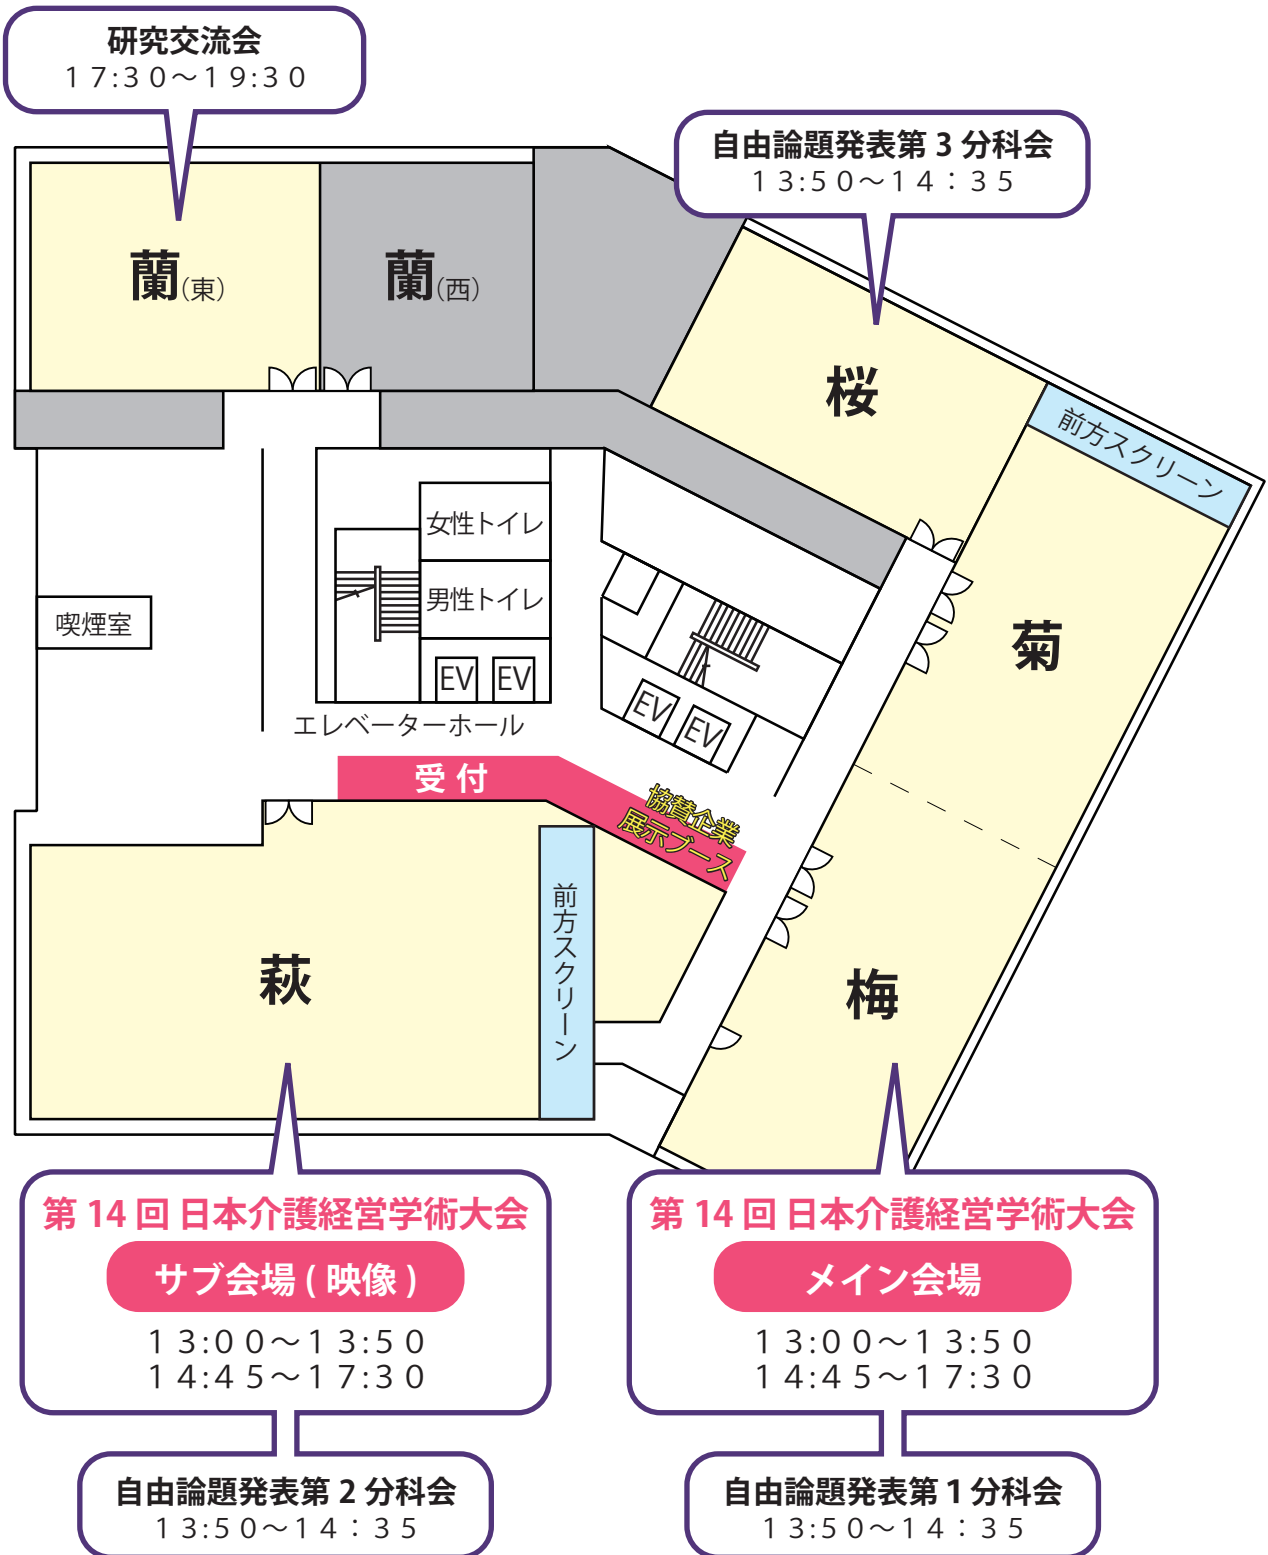 研究交流会
17:30～19:30
自由論題発表第3分科会
13:50～14：35
蘭(東)
蘭(西)
桜
前方スクリーン
女性トイレ
男性トイレ
喫煙室
菊
EV
EV
EV
EV
エレベーターホール
受付
協賛企業
展示ブース
前方スクリーン
萩
梅
第14回 日本介護経営学術大会
サブ会場(映像)
13:00～13:50
14:45～17:30
自由論題発表第2分科会
13:50～14：35
第14回 日本介護経営学術大会
メイン会場
13:00～13:50
14:45～17:30
自由論題発表第1分科会
13:50～14：35